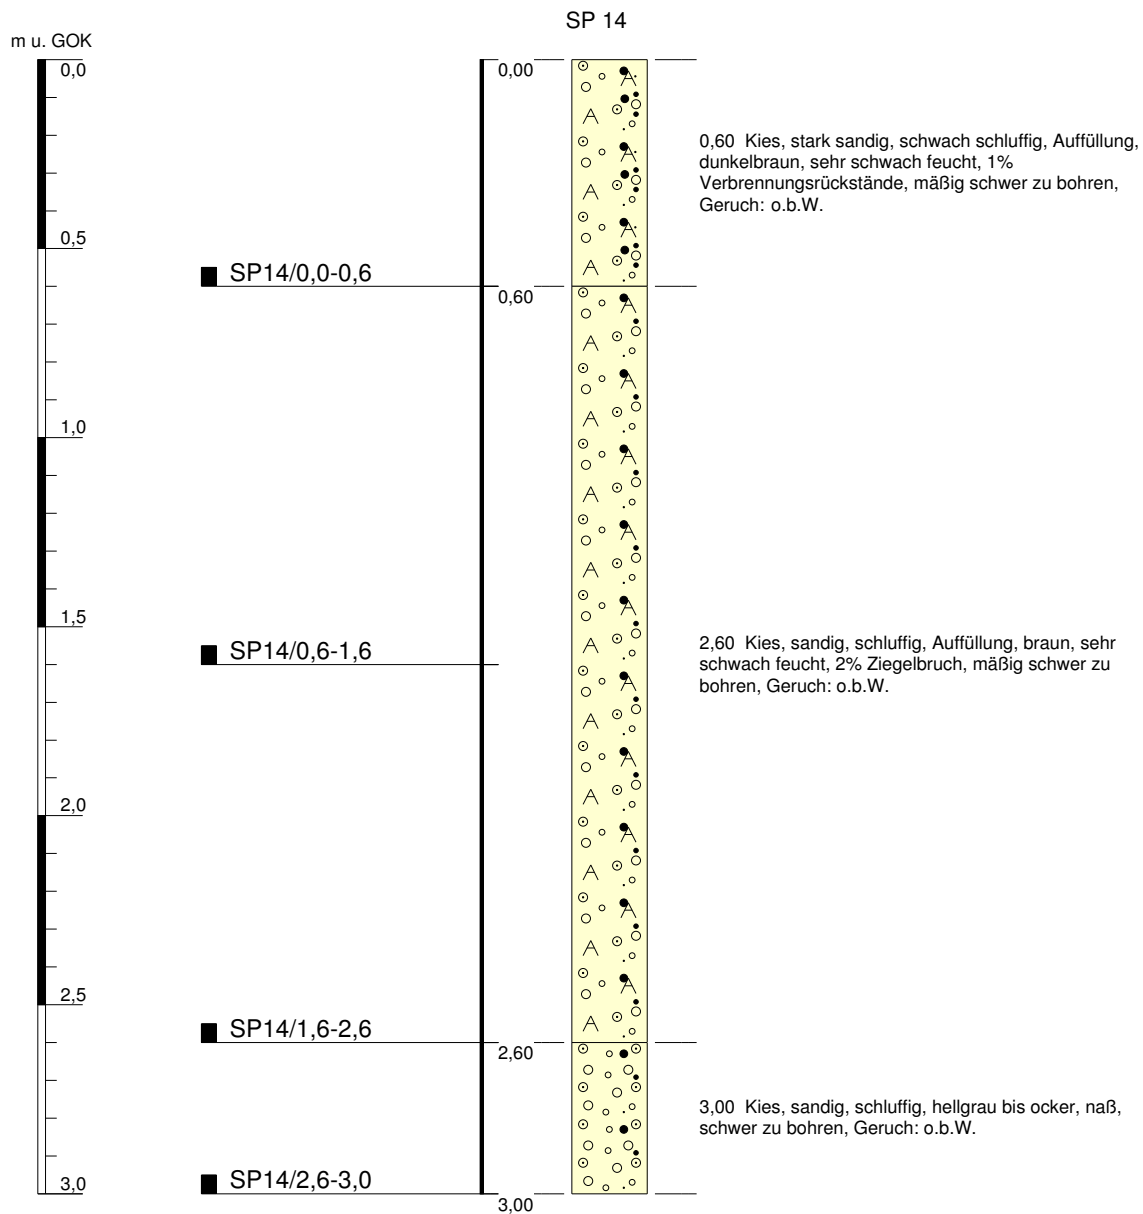 SP 14
m u. GOK
0,0
0,00
0,60 Kies, stark sandig, schwach schluffig, Auffüllung,
dunkelbraun, sehr schwach feucht, 1%
Verbrennungsrückstände, mäßig schwer zu bohren,
Geruch: o.b.W.
0,5
SP14/0,0-0,6
0,60
1,0
1,5
SP14/0,6-1,6
2,60 Kies, sandig, schluffig, Auffüllung, braun, sehr
schwach feucht, 2% Ziegelbruch, mäßig schwer zu
bohren, Geruch: o.b.W.
2,0
2,5
SP14/1,6-2,6
2,60
3,00 Kies, sandig, schluffig, hellgrau bis ocker, naß,
schwer zu bohren, Geruch: o.b.W.
3,0
SP14/2,6-3,0
3,00